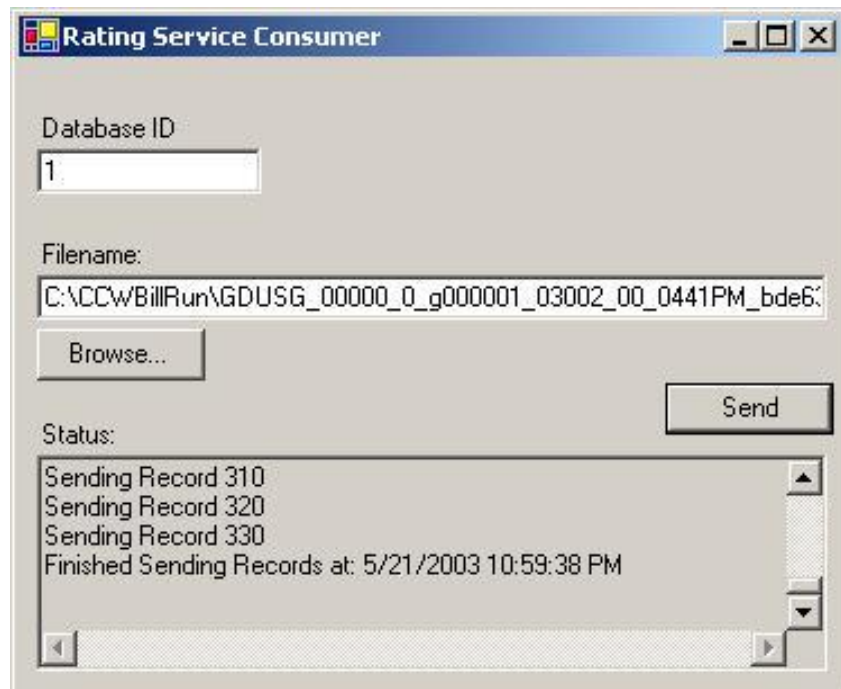 Rating Service Consumer
Database ID
1
Filename:
C:\CCWBillRun\GDUSG_00000_0_g000001_03002_00_0441PM_bde63
Browse...
Send
Status:
Sending Record 310
Sending Record 320
Sending Record 330
Finished Sending Records at: 5/21/2003 10:59:38 PM